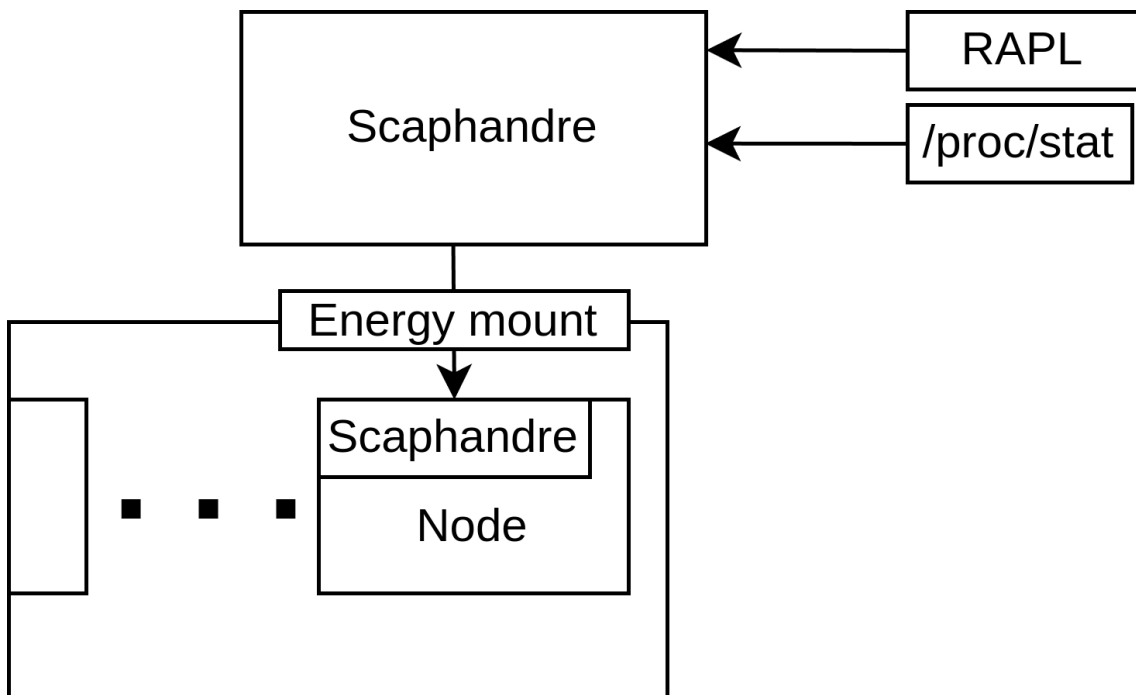 Scaphandre
RAPL
/proc/stat
Energy mount
Scaphandre
Node